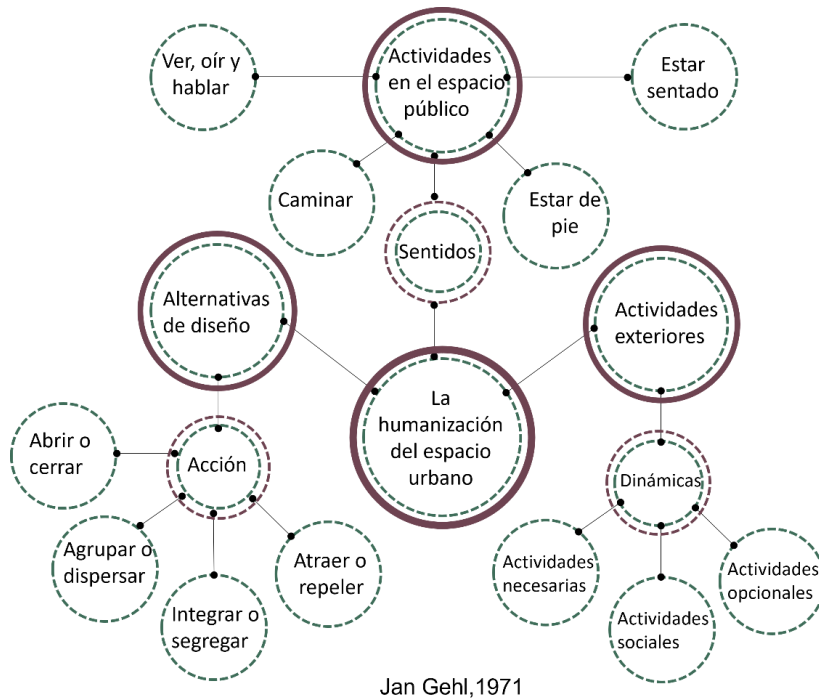 Ver, oír y
hablar
Actividades
en el espacio
público
Estar
sentado
Caminar
Sentidos
Estar de
pie
Alternativas
de diseño
Actividades
exteriores
La
humanización
del espacio
urbano
Abrir o
cerrar
Acción
Dinámicas
Agrupar o
dispersar
Integrar o
segregar
Atraer o
repeler
Actividades
necesarias
Actividades
sociales
Actividades
opcionales
Jan Gehl,1971